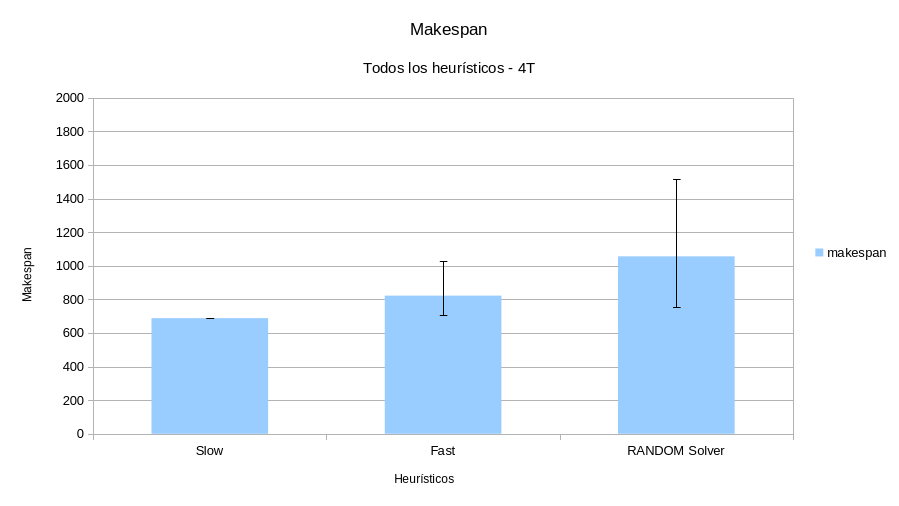 Makespan
Todos los heurísticos - 4T
2000
1800
1600
1400
1200
1000
800
600
400
200
0
Makespan
Slow
Fast
RANDOM Solver
Heurísticos
makespan